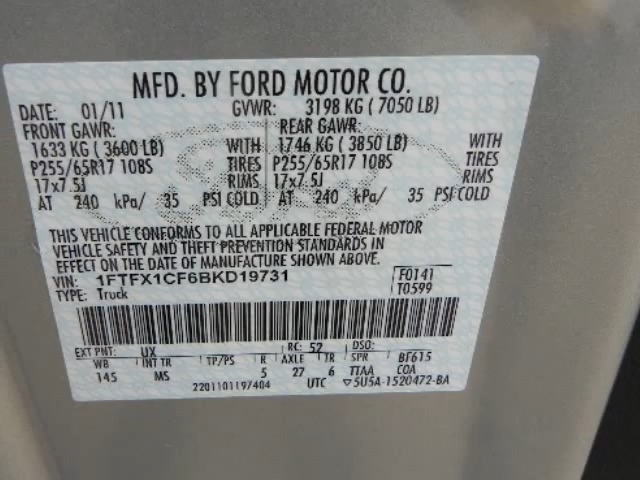 MFD. BY FORD MOTOR CO.
DATE: 01/11 GVWR: 3198 KG ( 7050 LB)
FRONT GAWR: REAR GAWR:
1633 KG ( 3600 LB) WITH 1746 KG ( 3850 LB) WITH
P255/65R17 108S TIRES P255/65R17 108S TIRES
17x7.5J RIMS 17x7.5J RIMS
AT 240 kPa/ 35 PSI COLD AT 240 kPa/ 35 PSI COLD
THIS VEHICLE CONFORMS TO ALL APPLICABLE FEDERAL MOTOR
VEHICLE SAFETY AND THEFT PREVENTION STANDARDS IN
EFFECT ON THE DATE OF MANUFACTURE SHOWN ABOVE.
VIN: 1FTFX1CF6BKD19731 F0141
TYPE: Truck T0599
EXT PNT: UX RC: 52 DSO:
WB INT TR TP/PS R AXLE TR SPR BF615
145 MS 5 27 6 TTAA COA
2201101197404 UTC ▽5U5A-1520472-BA